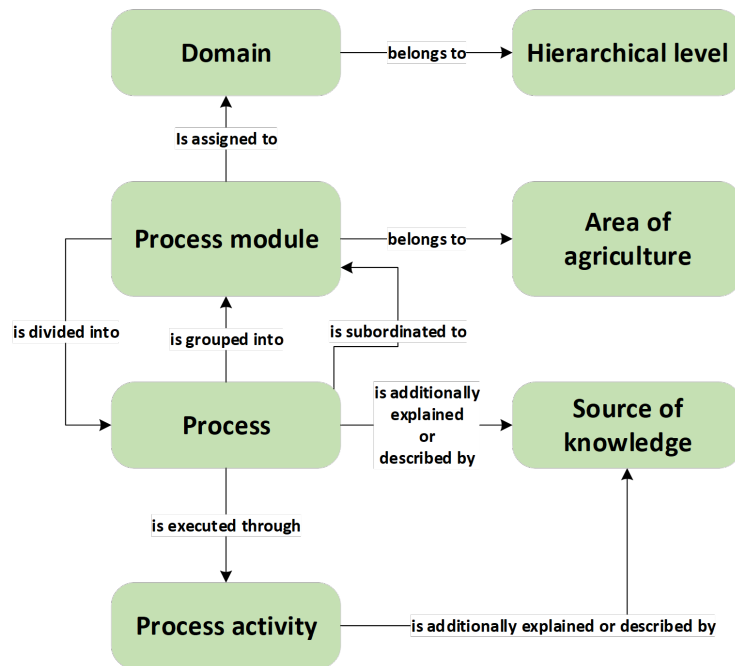 Domain
belongs to
Hierarchical level
Is assigned to
Process module
belongs to
Area of
agriculture
is divided into
is grouped into
is subordinated to
Process
is additionally
explained
or
described by
Source of
knowledge
is executed through
Process activity
is additionally explained or described by